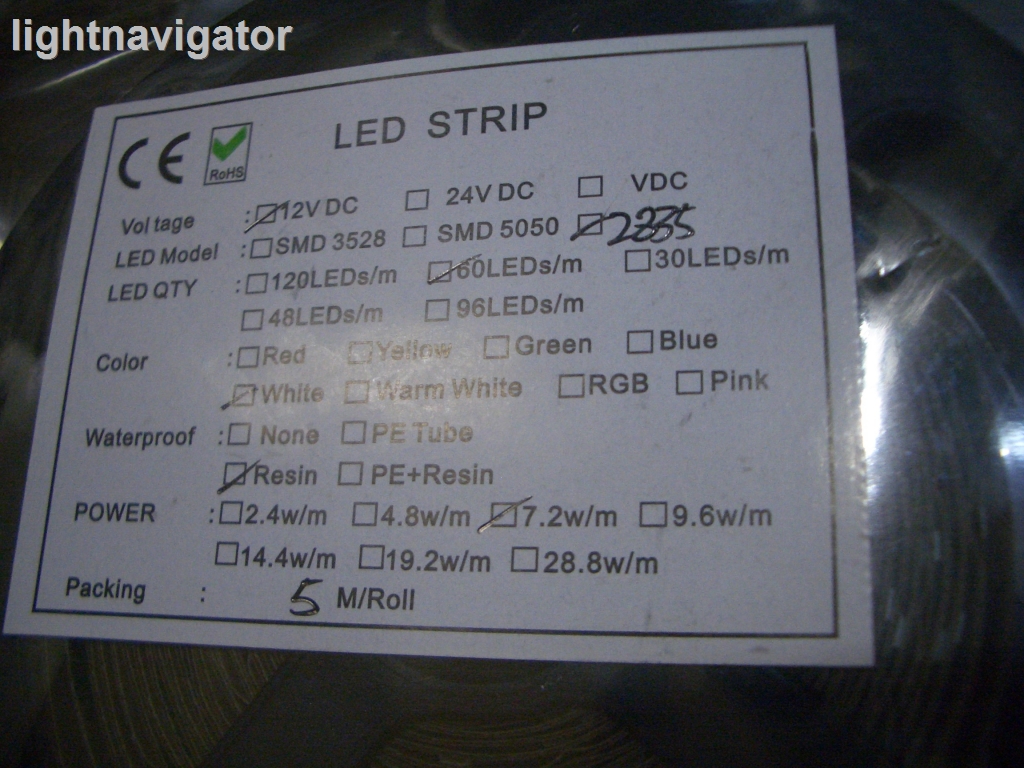 lightnavigator
CE RoHS LED STRIP
Voltage :☑12V DC ☐ 24V DC ☐ VDC
LED Model :☐SMD 3528 ☐ SMD 5050 ☑2835
LED QTY :☐120LEDs/m ☑60LEDs/m ☐30LEDs/m
☐48LEDs/m ☐96LEDs/m
Color :☐Red ☐Yellow ☐Green ☐Blue
☑White ☐Warm White ☐RGB ☐Pink
Waterproof :☐ None ☐PE Tube
☑Resin ☐PE+Resin
POWER :☐2.4w/m ☐4.8w/m ☑7.2w/m ☐9.6w/m
☐14.4w/m ☐19.2w/m ☐28.8w/m
Packing : 5 M/Roll